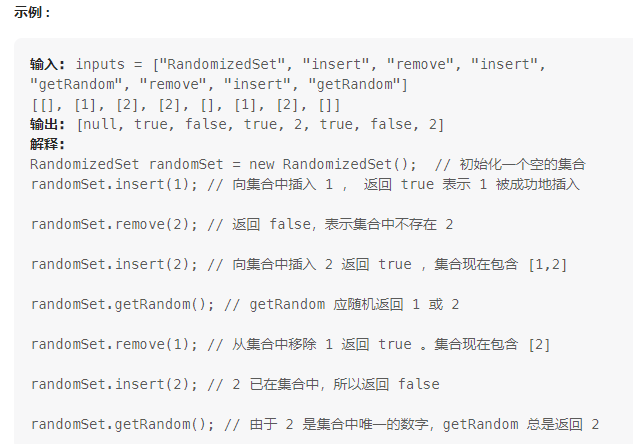 示例：
输入: inputs = ["RandomizedSet", "insert", "remove", "insert",
"getRandom", "remove", "insert", "getRandom"]
[[], [1], [2], [2], [], [1], [2], []]
输出: [null, true, false, true, 2, true, false, 2]
解释:
RandomizedSet randomSet = new RandomizedSet();  // 初始化一个空的集合
randomSet.insert(1); // 向集合中插入 1 ， 返回 true 表示 1 被成功地插入
randomSet.remove(2); // 返回 false，表示集合中不存在 2
randomSet.insert(2); // 向集合中插入 2 返回 true ，集合现在包含 [1,2]
randomSet.getRandom(); // getRandom 应随机返回 1 或 2
randomSet.remove(1); // 从集合中移除 1 返回 true 。集合现在包含 [2]
randomSet.insert(2); // 2 已在集合中，所以返回 false
randomSet.getRandom(); // 由于 2 是集合中唯一的数字，getRandom 总是返回 2